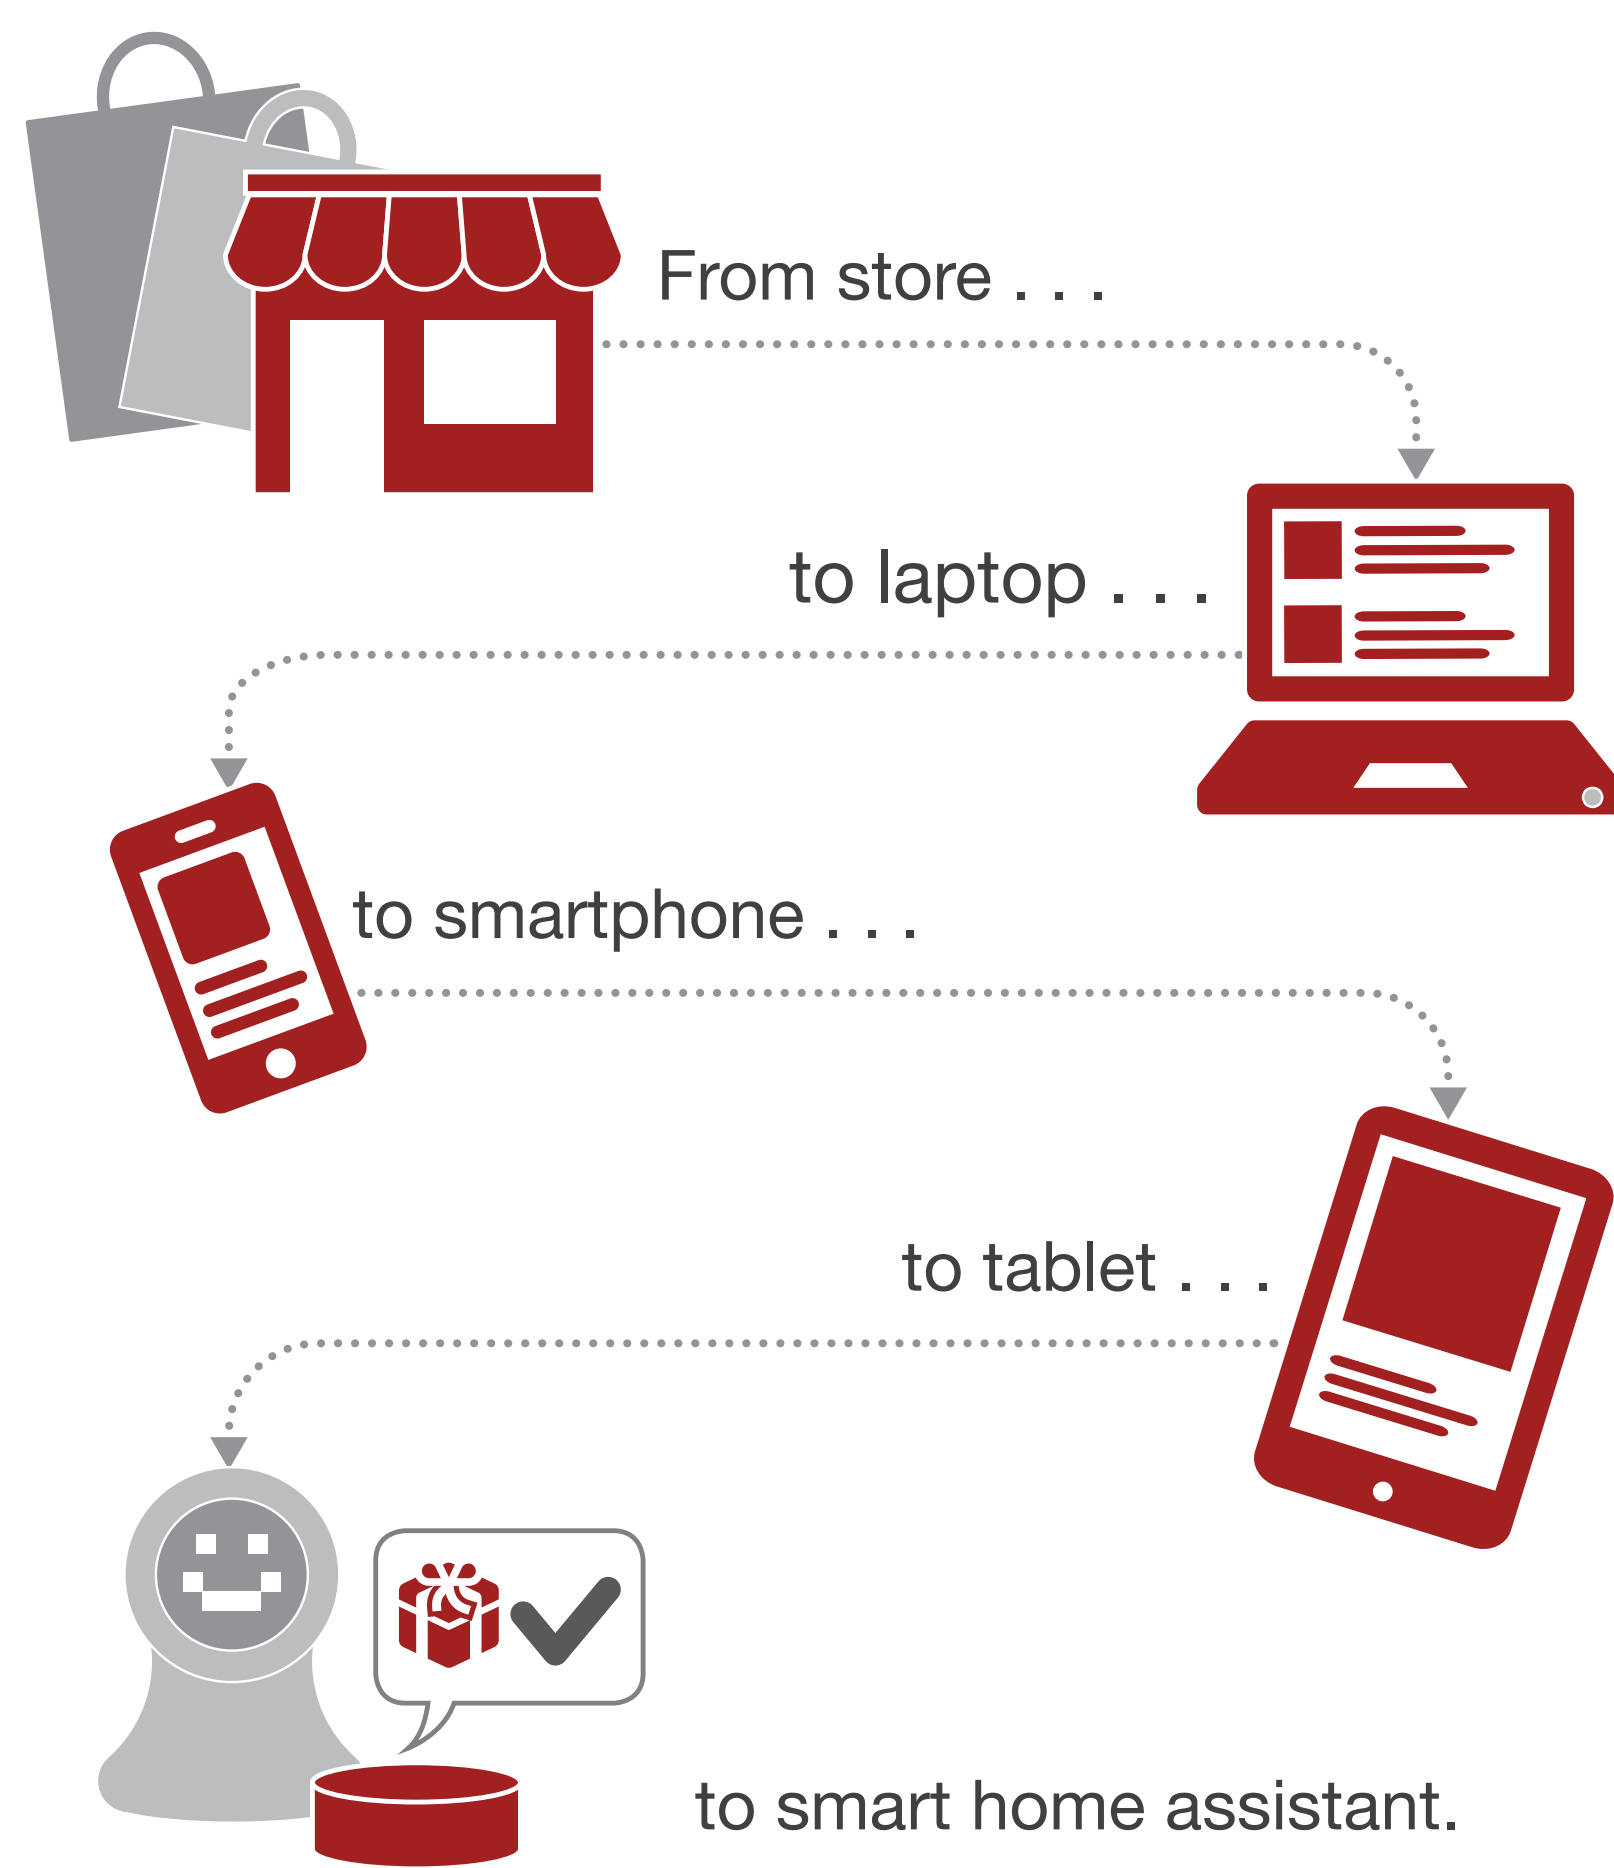 From store . . .
to laptop . . .
to smartphone . . .
to tablet . . .
to smart home assistant.